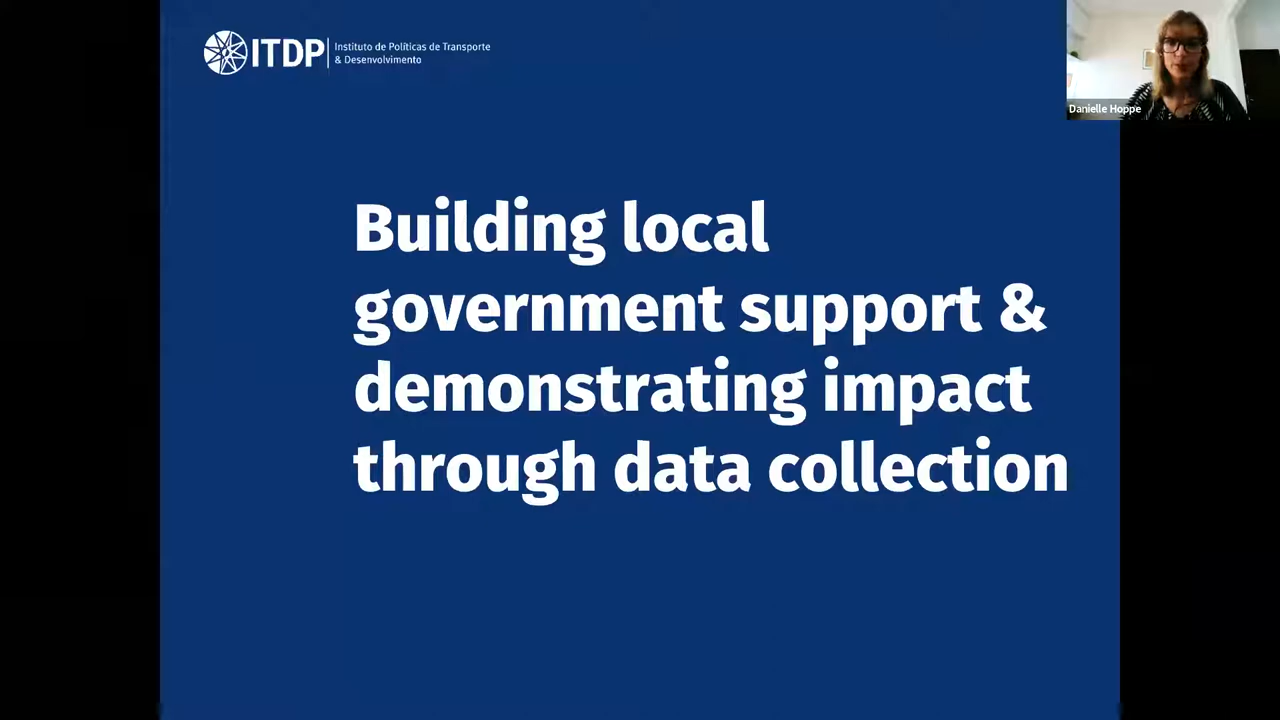 ITDP
Instituto de Políticas de Transporte
& Desenvolvimento
Danielle Hoppe
Building local
government support &
demonstrating impact
through data collection